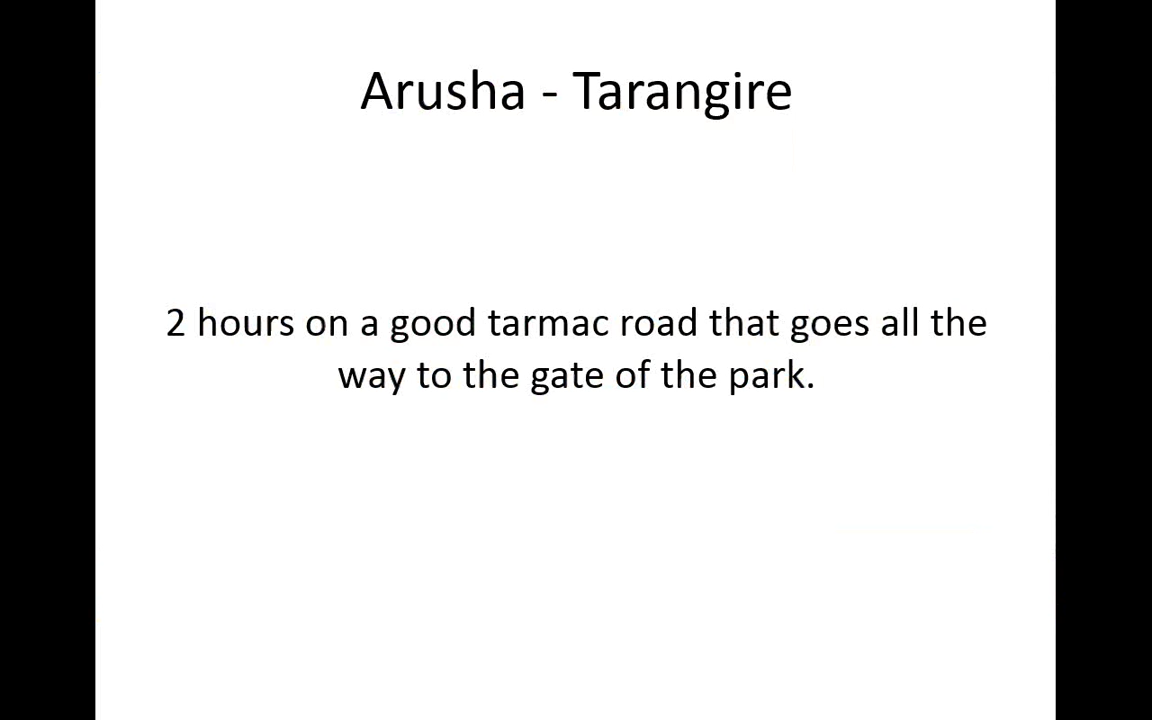 Arusha - Tarangire
2 hours on a good tarmac road that goes all the
way to the gate of the park.